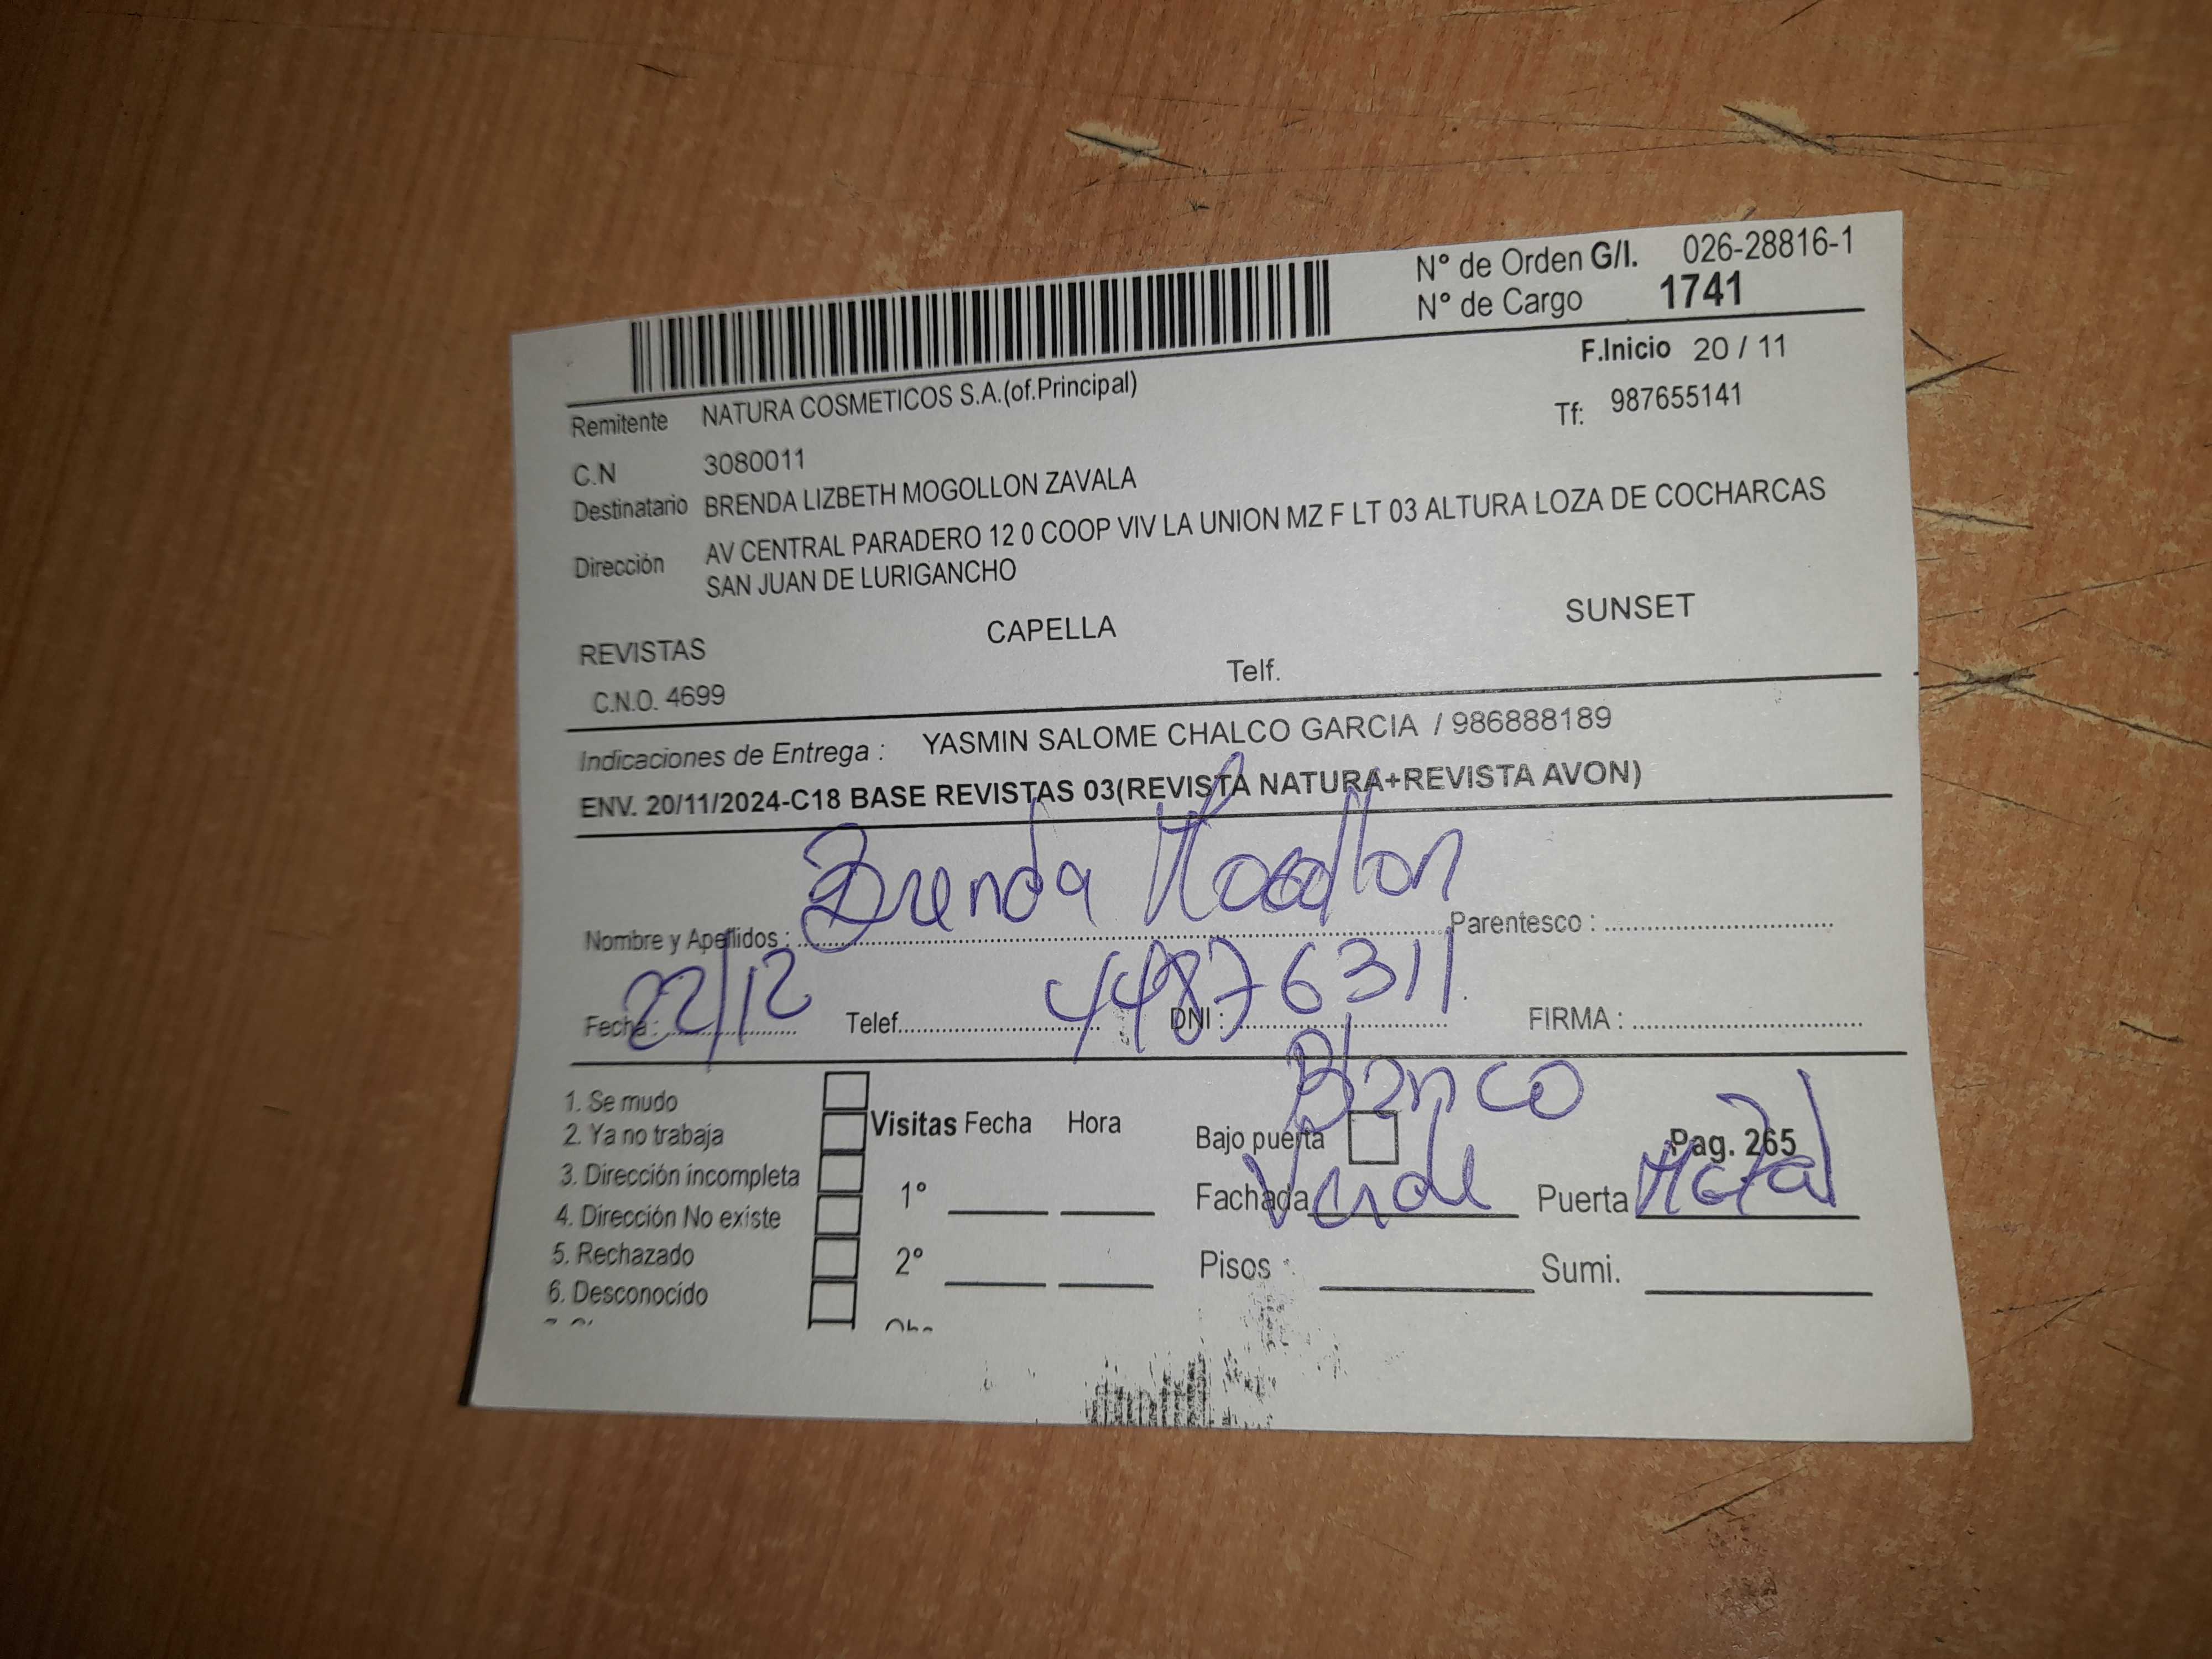 N° de Orden G/I. 026-28816-1
N° de Cargo 1741
F.Inicio 20 / 11
Remitente NATURA COSMETICOS S.A.(of.Principal)
Tf: 987655141
C.N 3080011
Destinatario BRENDA LIZBETH MOGOLLON ZAVALA
Dirección AV CENTRAL PARADERO 12 0 COOP VIV LA UNION MZ F LT 03 ALTURA LOZA DE COCHARCAS
SAN JUAN DE LURIGANCHO
REVISTAS CAPELLA SUNSET
C.N.O. 4699 Telf.
Indicaciones de Entrega : YASMIN SALOME CHALCO GARCIA / 986888189
ENV. 20/11/2024-C18 BASE REVISTAS 03(REVISTA NATURA+REVISTA AVON)
Nombre y Apellidos : Brenda Mogollon Parentesco :
Fecha : 22/12 Telef. DNI : 44876311 FIRMA :
Blanco
1. Se mudo
2. Ya no trabaja Visitas Fecha Hora Bajo puerta Pag. 265
3. Dirección incompleta
4. Dirección No existe 1° Fachada Verde Puerta Metal
5. Rechazado
6. Desconocido 2° Pisos : Sumi.